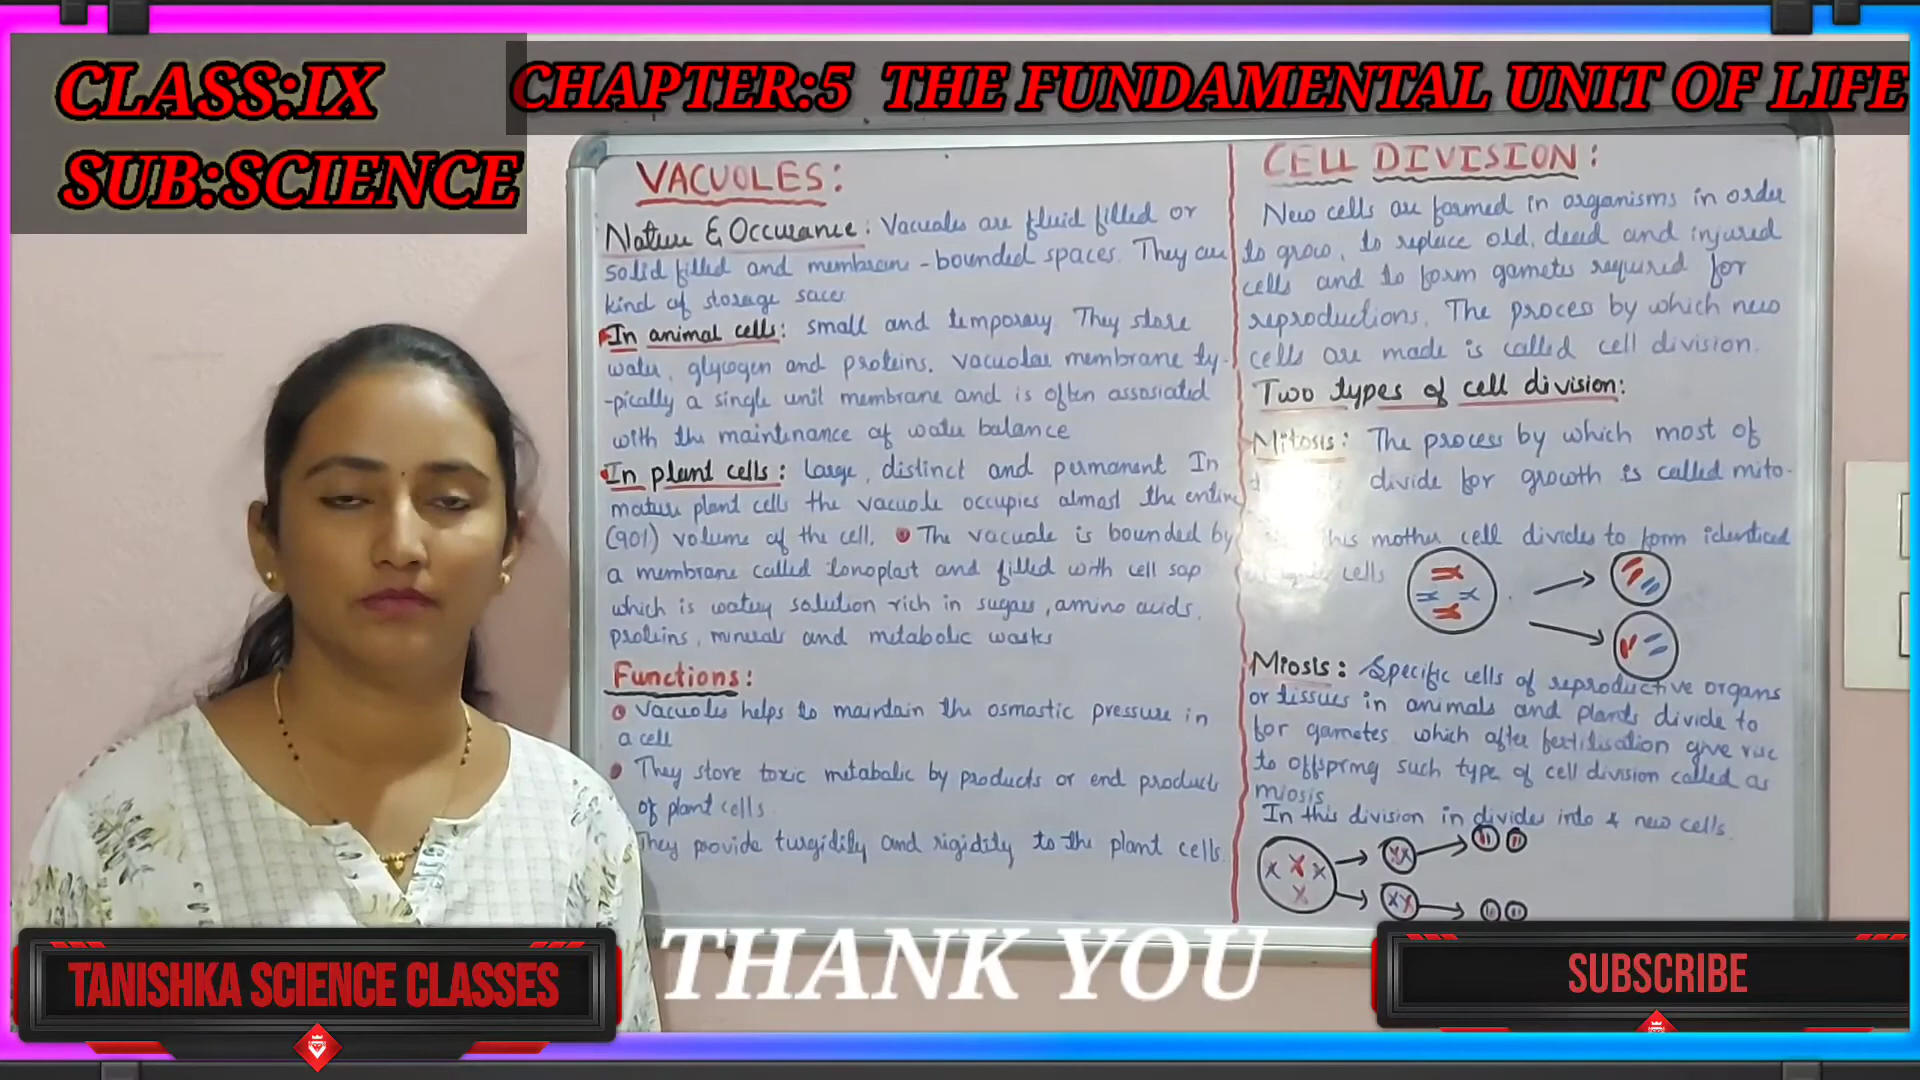 CLASS:IX
SUB:SCIENCE
CHAPTER:5 THE FUNDAMENTAL UNIT OF LIFE
VACUOLES:
Nature & Occurance: Vacuoles are fluid filled or
solid filled and membrane-bounded spaces. They are
kind of storage saces
In animal cells: small and temporary They store
water, glycogen and proteins. Vacuolar membrane ty-
-pically a single unit membrane and is often assosiated
with the maintenance of water balance
In plant cells: large, distinct and permanent In
mature plant cells the vacuole occupies almost the entire
(90%) volume of the cell. The vacuole is bounded by
a membrane called tonoplast and filled with cell sap
which is watery solution rich in sugars, amino acids,
proteins, minerals and metabolic wastes
Functions:
Vacuoles helps to maintain the osmostic pressure in
a cell
They store toxic metabolic by products or end products
of plant cells.
They provide turgidity and rigidity to the plant cells.
CELL DIVISION:
New cells are formed in organisms in order
to grow, to replace old, dead and injured
cells and to form gametes required for
reproductions. The process by which new
cells are made is called cell division.
Two types of cell division:
Mitosis: The process by which most of
divide for growth is called mito-
this mother cell divides to form identical
cells
Miosis: Specific cells of reproductive organs
or tissues in animals and plants divide to
for gametes which after fertilisation give rise
to offspring such type of cell division called as
miosis
In this division in divides into 4 new cells.
THANK YOU
TANISHKA SCIENCE CLASSES
SUBSCRIBE